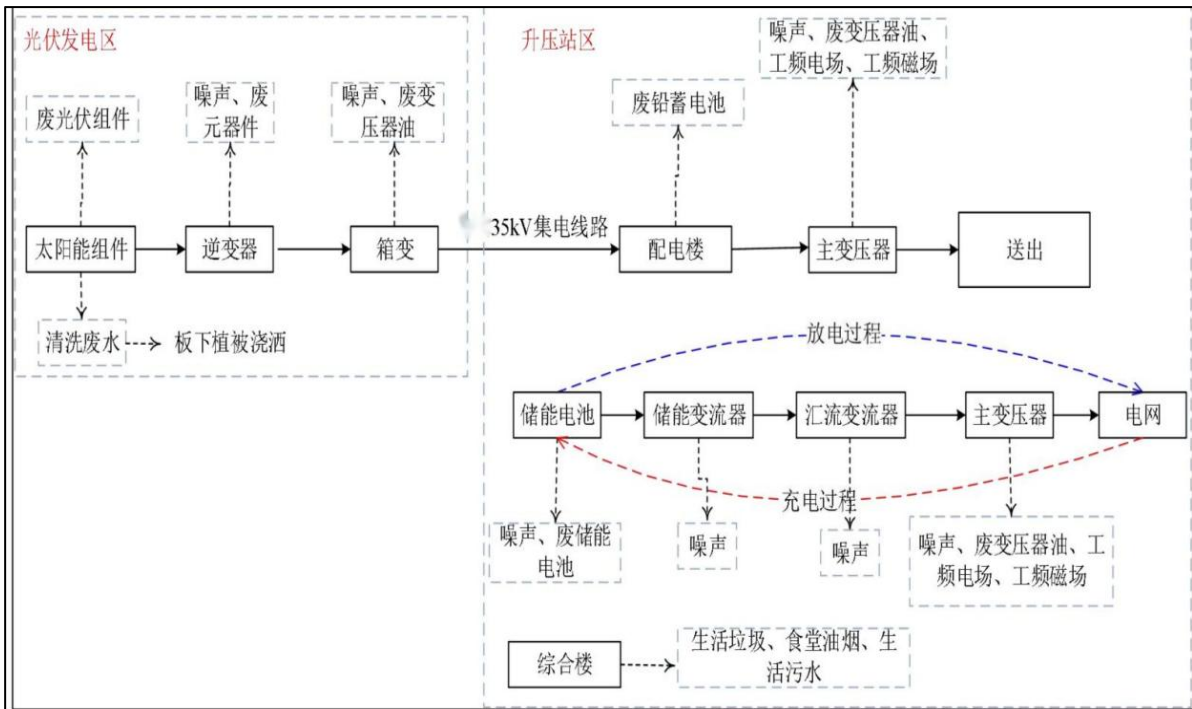 光伏发电区
升压站区
噪声、废变压器油、
工频电场、工频磁场
废光伏组件
噪声、废
元器件
噪声、废变
压器油
废铅蓄电池
太阳能组件
逆变器
箱变
35kV集电线路
配电楼
主变压器
送出
清洗废水
板下植被浇洒
放电过程
储能电池
储能变流器
汇流变流器
主变压器
电网
充电过程
噪声、废储能
电池
噪声
噪声
噪声、废变压器油、工
频电场、工频磁场
综合楼
生活垃圾、食堂油烟、生
活污水